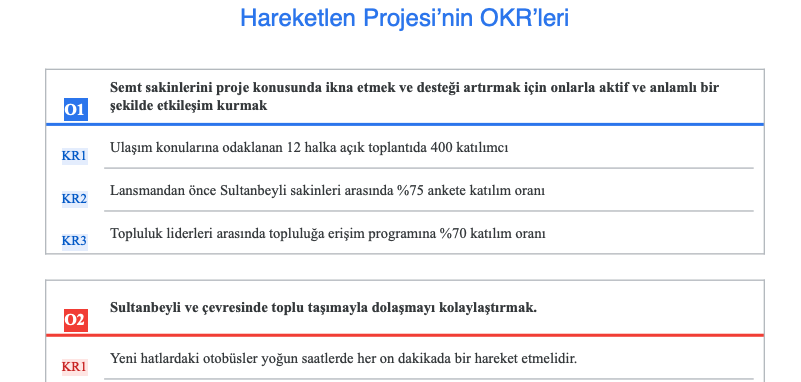 Hareketlen Projesi’nin OKR’leri
O1
Semt sakinlerini proje konusunda ikna etmek ve desteği artırmak için onlarla aktif ve anlamlı bir
şekilde etkileşim kurmak
KR1
Ulaşım konularına odaklanan 12 halka açık toplantıda 400 katılımcı
KR2
Lansmandan önce Sultanbeyli sakinleri arasında %75 ankete katılım oranı
KR3
Topluluk liderleri arasında topluluğa erişim programına %70 katılım oranı
O2
Sultanbeyli ve çevresinde toplu taşımayla dolaşmayı kolaylaştırmak.
KR1
Yeni hatlardaki otobüsler yoğun saatlerde her on dakikada bir hareket etmelidir.